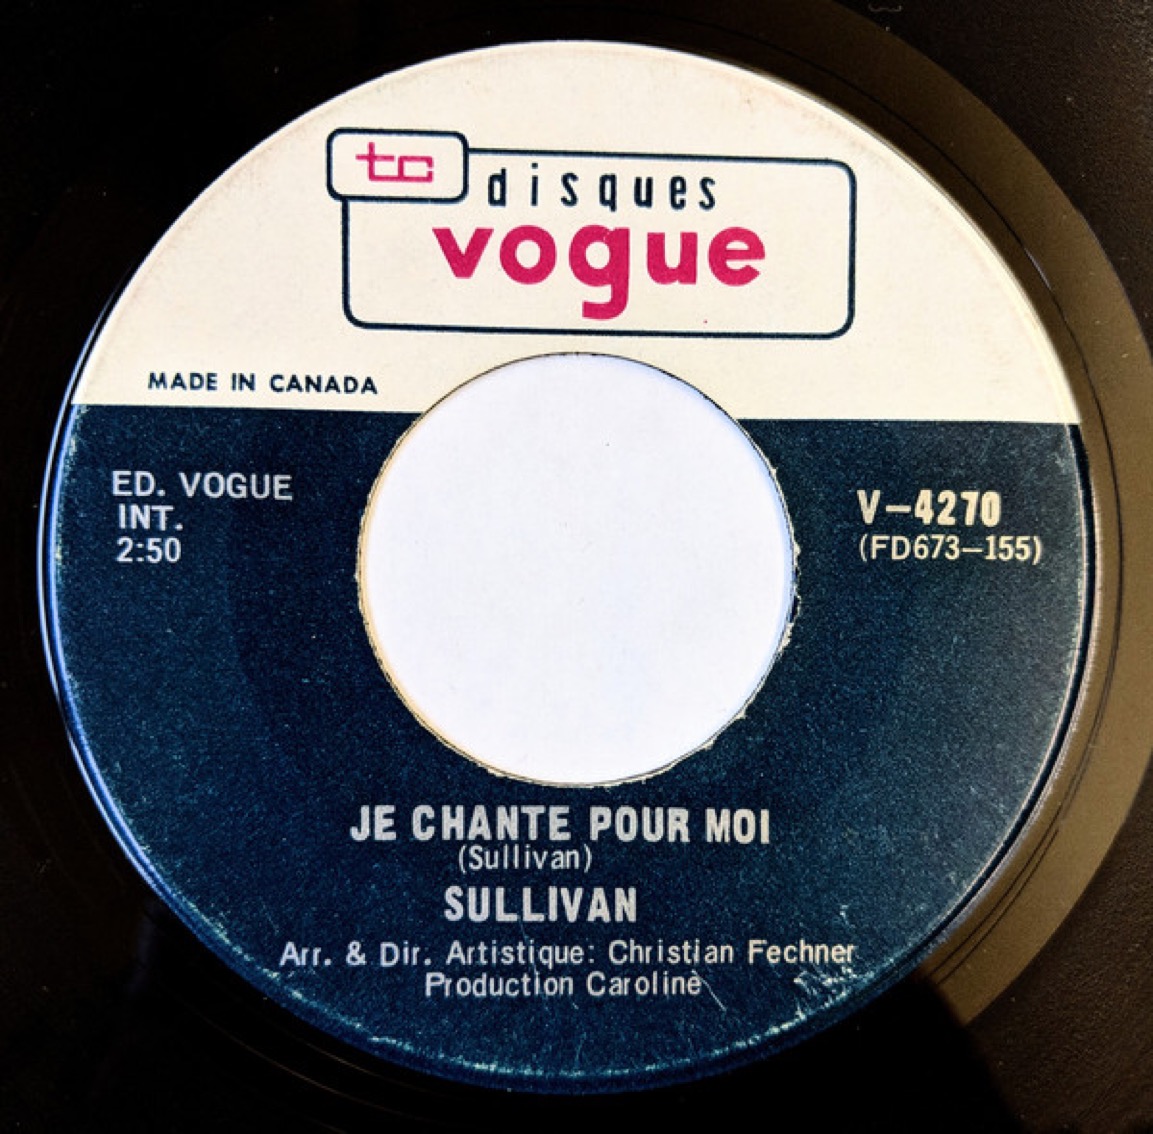 tc
disques
vogue
MADE IN CANADA
ED. VOGUE
INT.
2:50
V-4270
(FD673-155)
JE CHANTE POUR MOI
(Sullivan)
SULLIVAN
Arr. & Dir. Artistique: Christian Fechner
Production Caroline